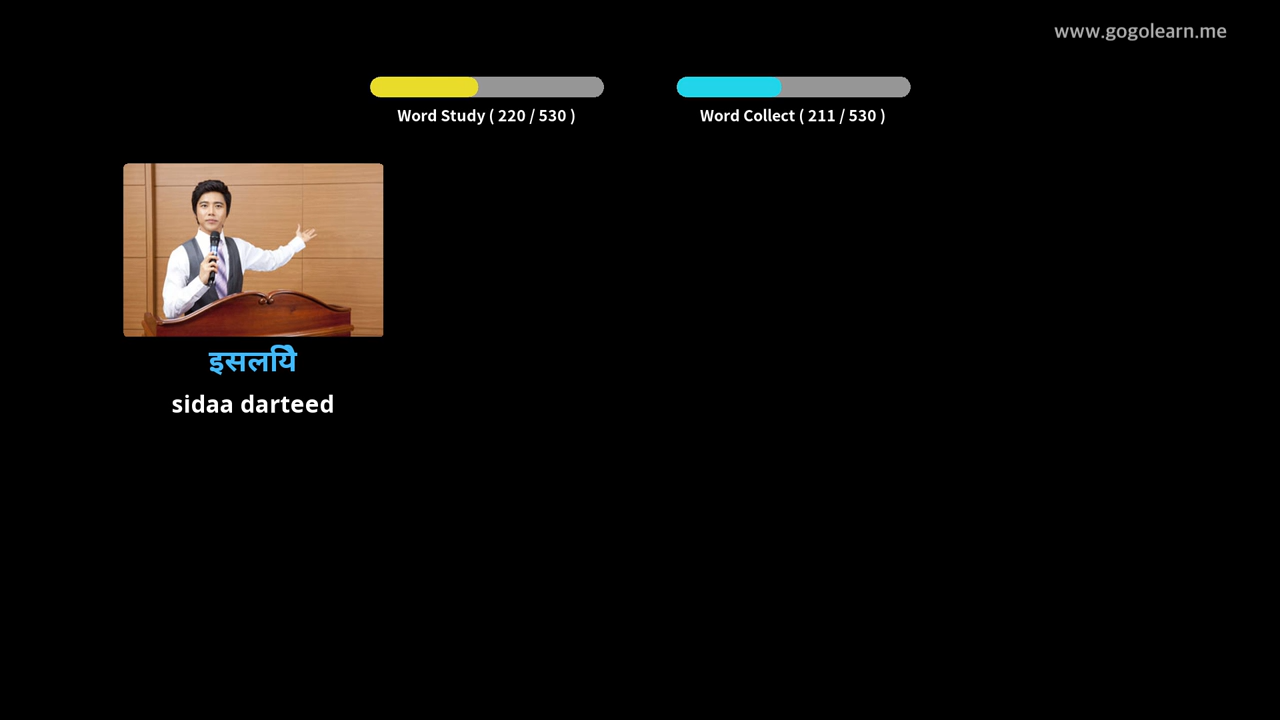 www.gogolearn.me
Word Study ( 220 / 530 )
Word Collect ( 211 / 530 )
इसलयिे
sidaa darteed